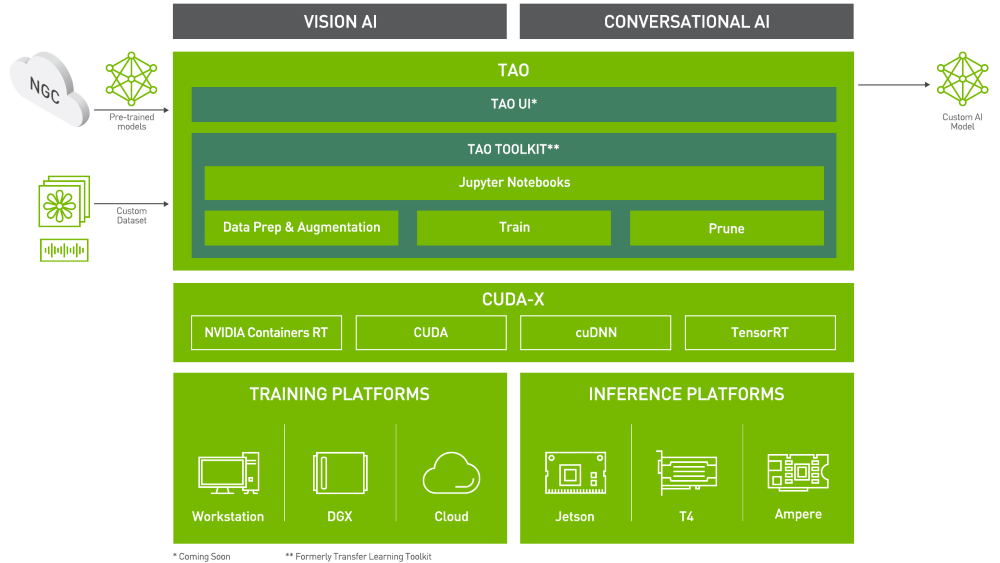 VISION AI
CONVERSATIONAL AI
NGC
Pre-trained
models
Custom
Dataset
TAO
TAO UI*
TAO TOOLKIT**
Jupyter Notebooks
Data Prep & Augmentation
Train
Prune
Custom AI
Model
CUDA-X
NVIDIA Containers RT
CUDA
cuDNN
TensorRT
TRAINING PLATFORMS
Workstation
DGX
Cloud
INFERENCE PLATFORMS
Jetson
T4
Ampere
* Coming Soon
** Formerly Transfer Learning Toolkit